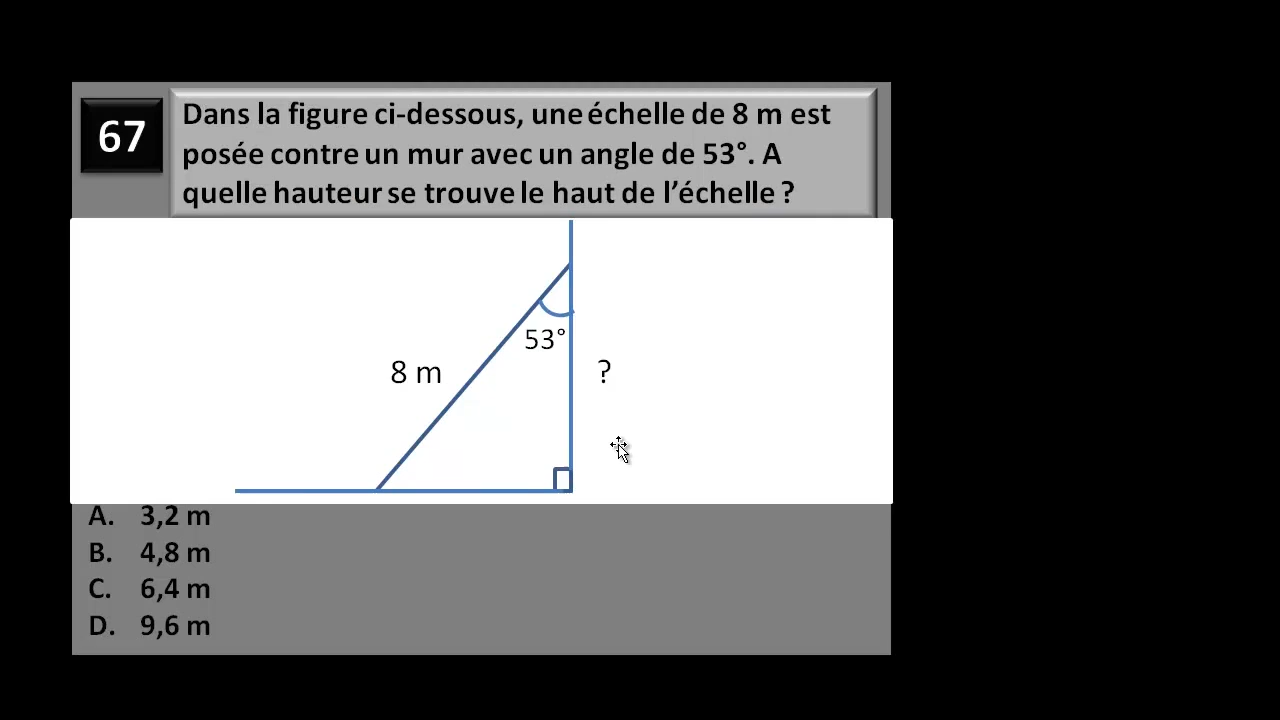 67
Dans la figure ci-dessous, une échelle de 8 m est
posée contre un mur avec un angle de 53°. A
quelle hauteur se trouve le haut de l’échelle ?
53°
8 m
?
A. 3,2 m
B. 4,8 m
C. 6,4 m
D. 9,6 m